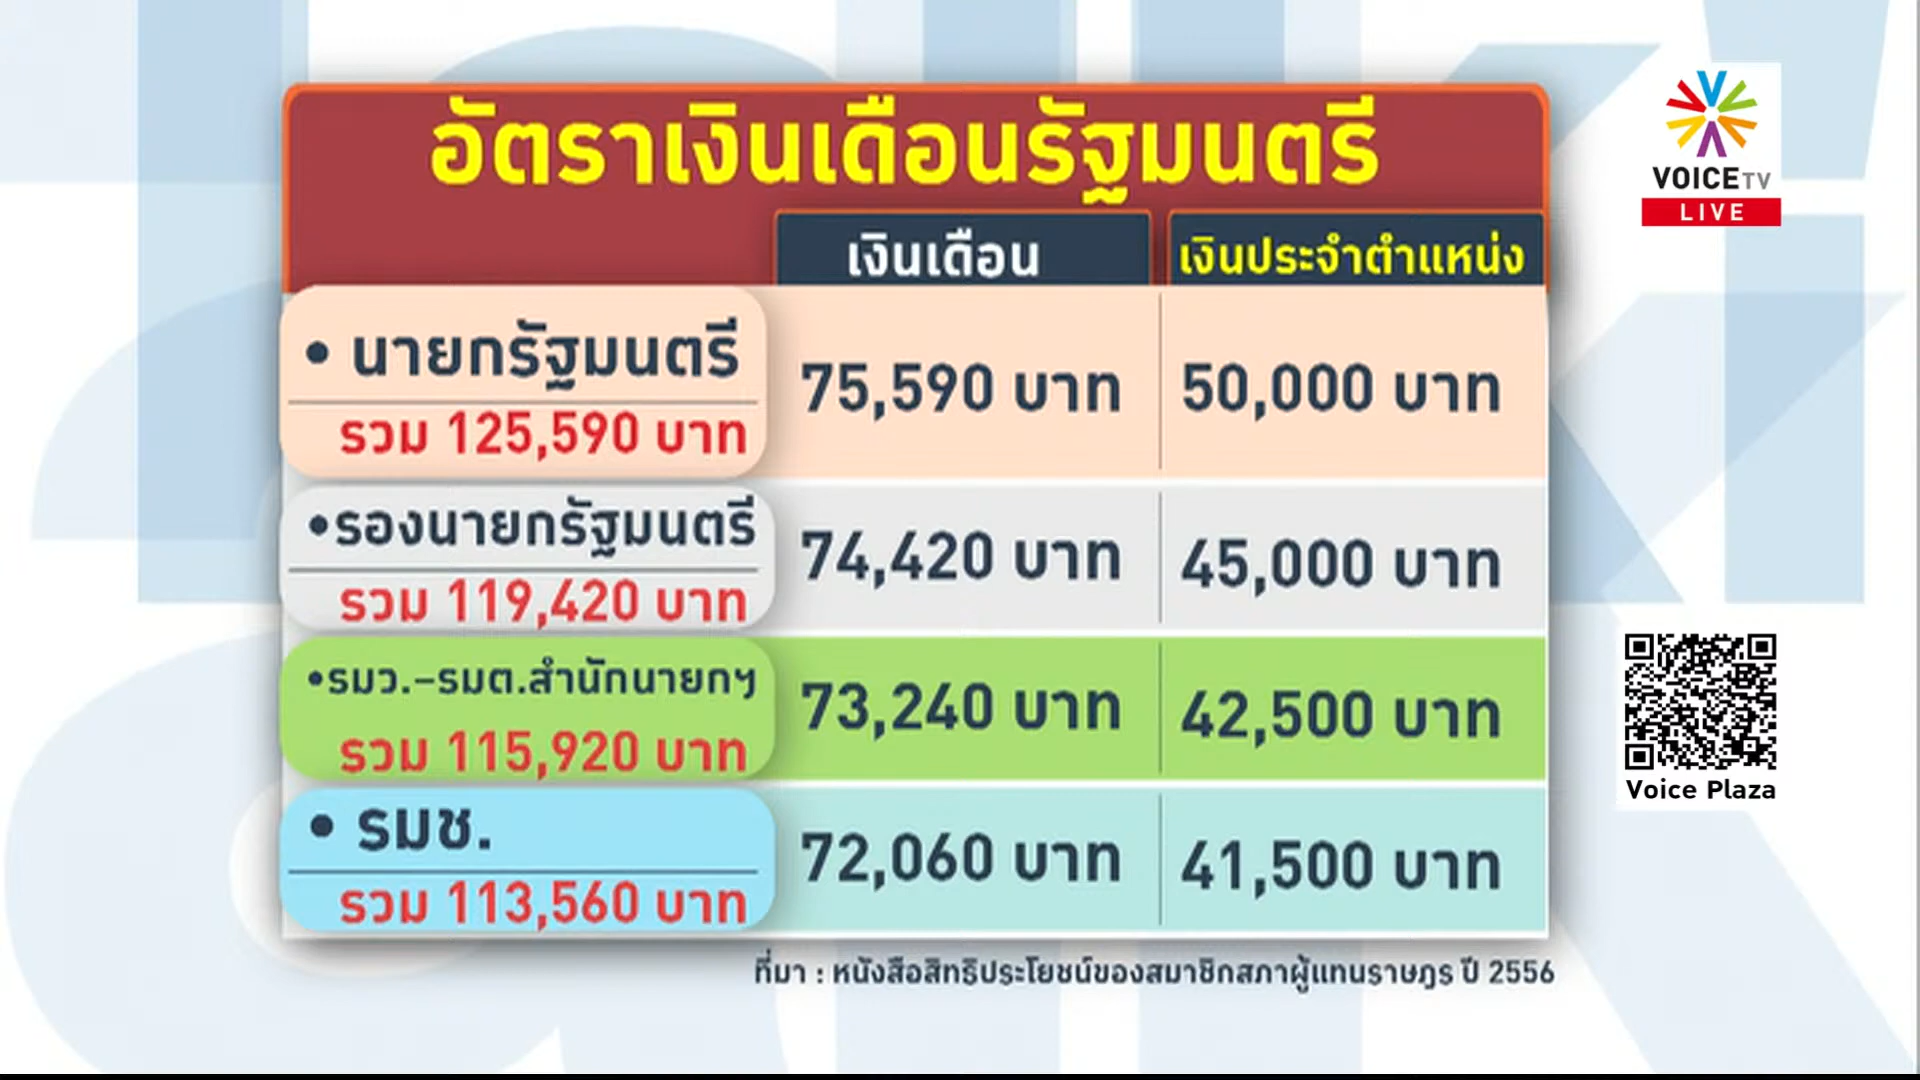 อัตราเงินเดือนรัฐมนตรี
เงินเดือน
เงินประจำตำแหน่ง
• นายกรัฐมนตรี
รวม 125,590 บาท
75,590 บาท
50,000 บาท
•รองนายกรัฐมนตรี
รวม 119,420 บาท
74,420 บาท
45,000 บาท
•รมว.–รมต.สำนักนายกฯ
รวม 115,920 บาท
73,240 บาท
42,500 บาท
• รมช.
รวม 113,560 บาท
72,060 บาท
41,500 บาท
ที่มา : หนังสือสิทธิประโยชน์ของสมาชิกสภาผู้แทนราษฎร ปี 2556
VOICE TV
LIVE
Voice Plaza